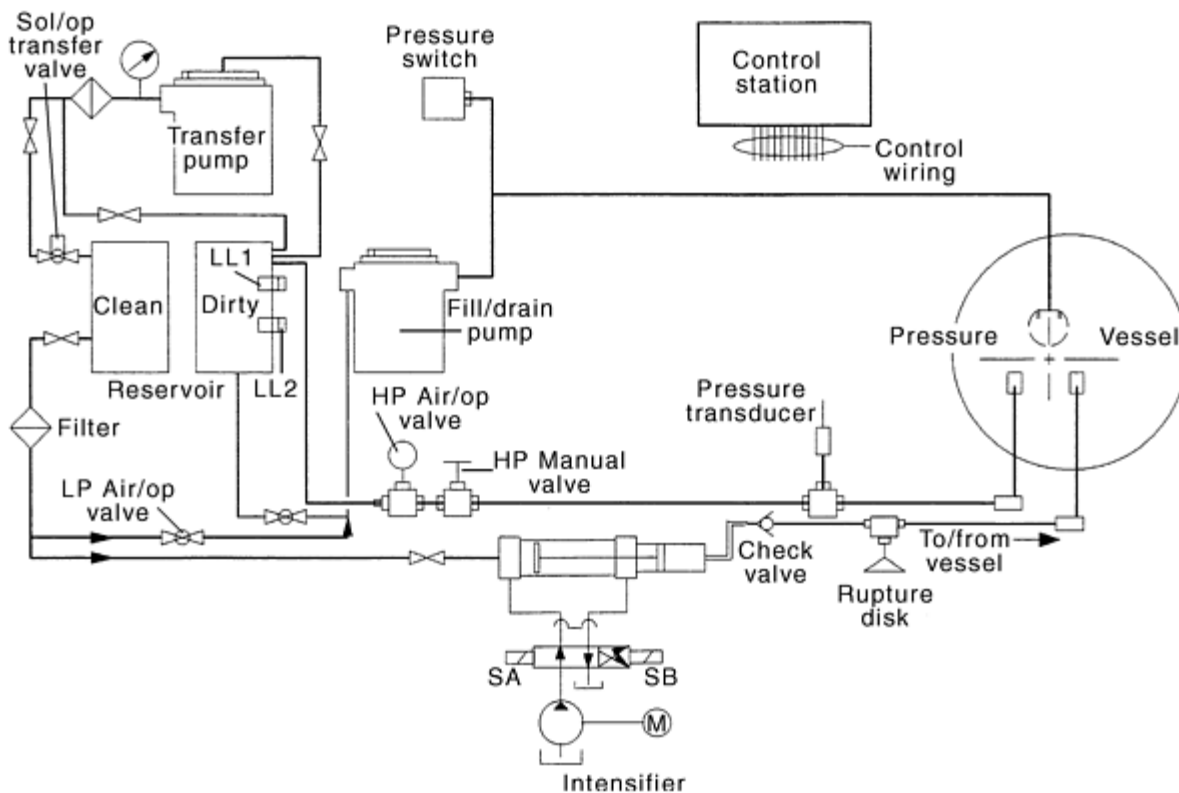 Sol/op
transfer
valve
Pressure
switch
Control
station
Transfer
pump
Control
wiring
LL1
Clean
Dirty
Fill/drain
pump
Pressure
Vessel
Reservoir
LL2
HP Air/op
valve
Pressure
transducer
Filter
HP Manual
valve
LP Air/op
valve
Check
valve
To/from
vessel
Rupture
disk
SA
SB
M
Intensifier